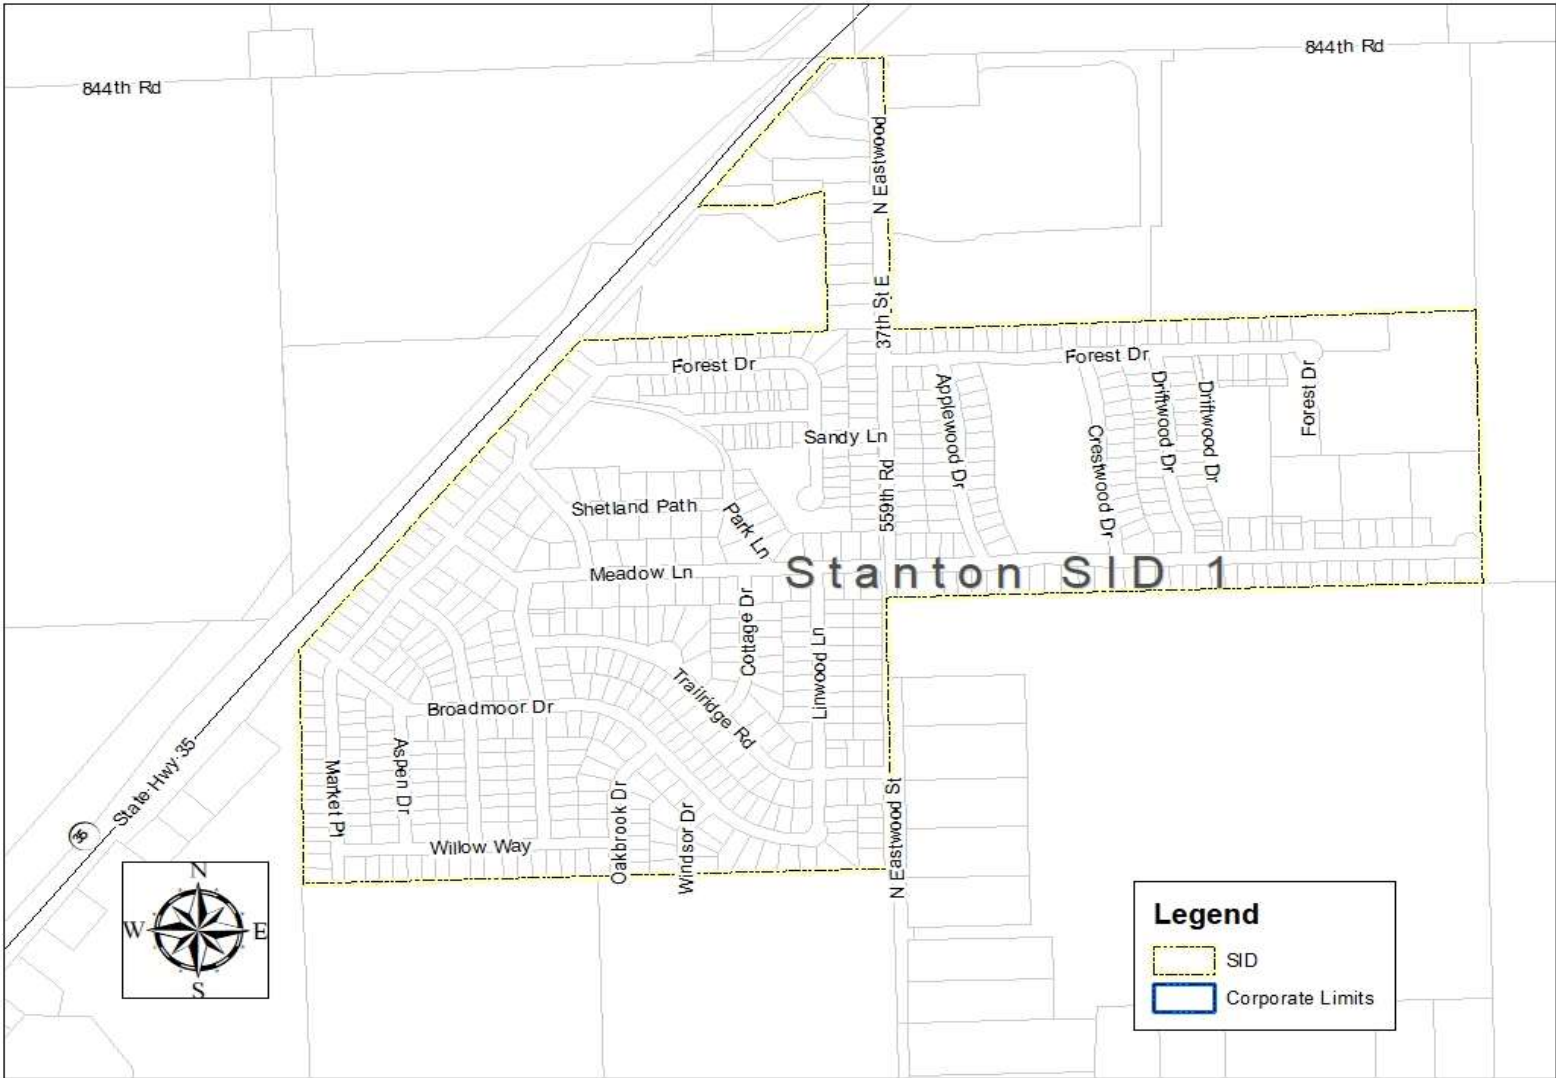 844th Rd
844th Rd
N Eastwood
37th St E
Forest Dr
Forest Dr
Forest Dr
Applewood Dr
Driftwood Dr
Driftwood Dr
Crestwood Dr
Sandy Ln
559th Rd
Shetland Path
Park Ln
Meadow Ln
Stanton SID 1
Cottage Dr
Linwood Ln
Trailridge Rd
Broadmoor Dr
Aspen Dr
Market Pl
State Hwy 35
35
Oakbrook Dr
Windsor Dr
N Eastwood St
Willow Way
N
W
E
S
Legend
SID
Corporate Limits